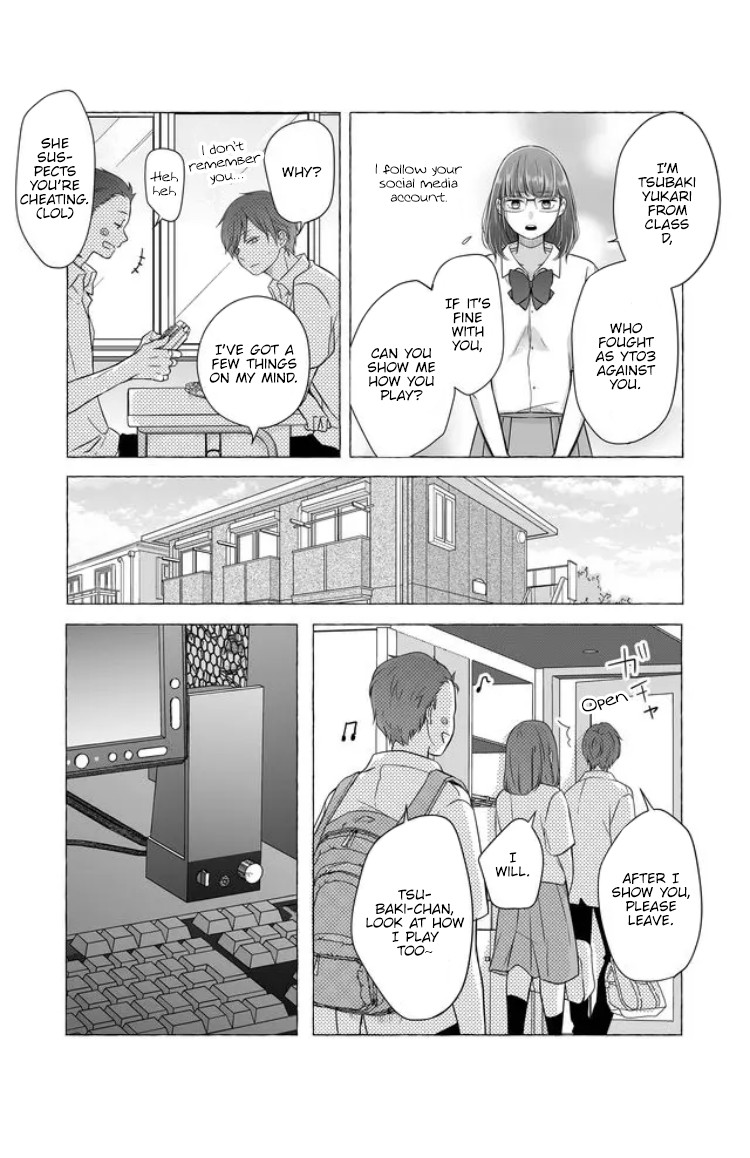 I'M
TSUBAKI
YUKARI
FROM
CLASS
D,
WHO
FOUGHT
AS YT03
AGAINST
YOU.
I follow your
social media
account.
IF IT'S
FINE
WITH
YOU,
CAN YOU
SHOW ME
HOW YOU
PLAY?
WHY?
I don't
remember
you...
Heh
heh
SHE
SUS-
PECTS
YOU'RE
CHEATING.
(LOL)
I'VE GOT A
FEW THINGS
ON MY MIND.
ガチャ
Open
AFTER I
SHOW YOU,
PLEASE
LEAVE.
I
WILL.
TSU-
BAKI-CHAN,
LOOK AT HOW
I PLAY
TOO~